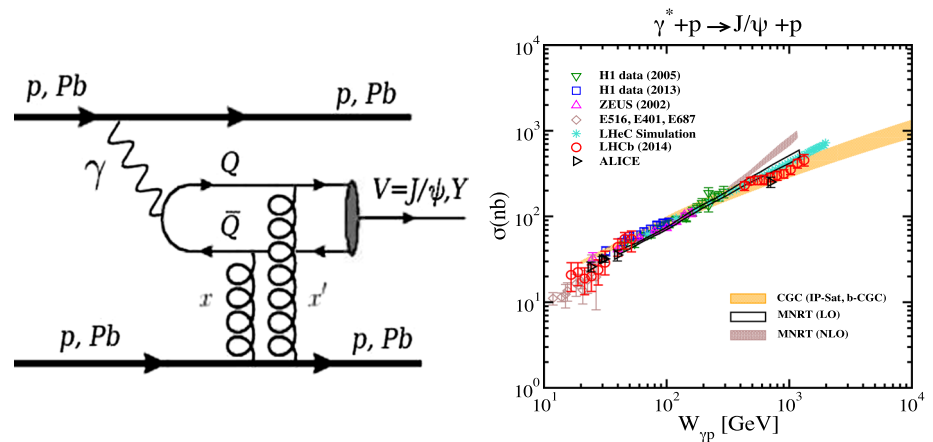 p, Pb
p, Pb
γ
Q
Q̄
V=J/ψ,Y
x
x′
p, Pb
p, Pb
γ* +p →J/ψ +p
10⁴
10³
10²
10¹
10⁰
σ(nb)
H1 data (2005)
H1 data (2013)
ZEUS (2002)
E516, E401, E687
LHeC Simulation
LHCb (2014)
ALICE
CGC (IP-Sat, b-CGC)
MNRT (LO)
MNRT (NLO)
10¹ 10² 10³ 10⁴
Wγp [GeV]